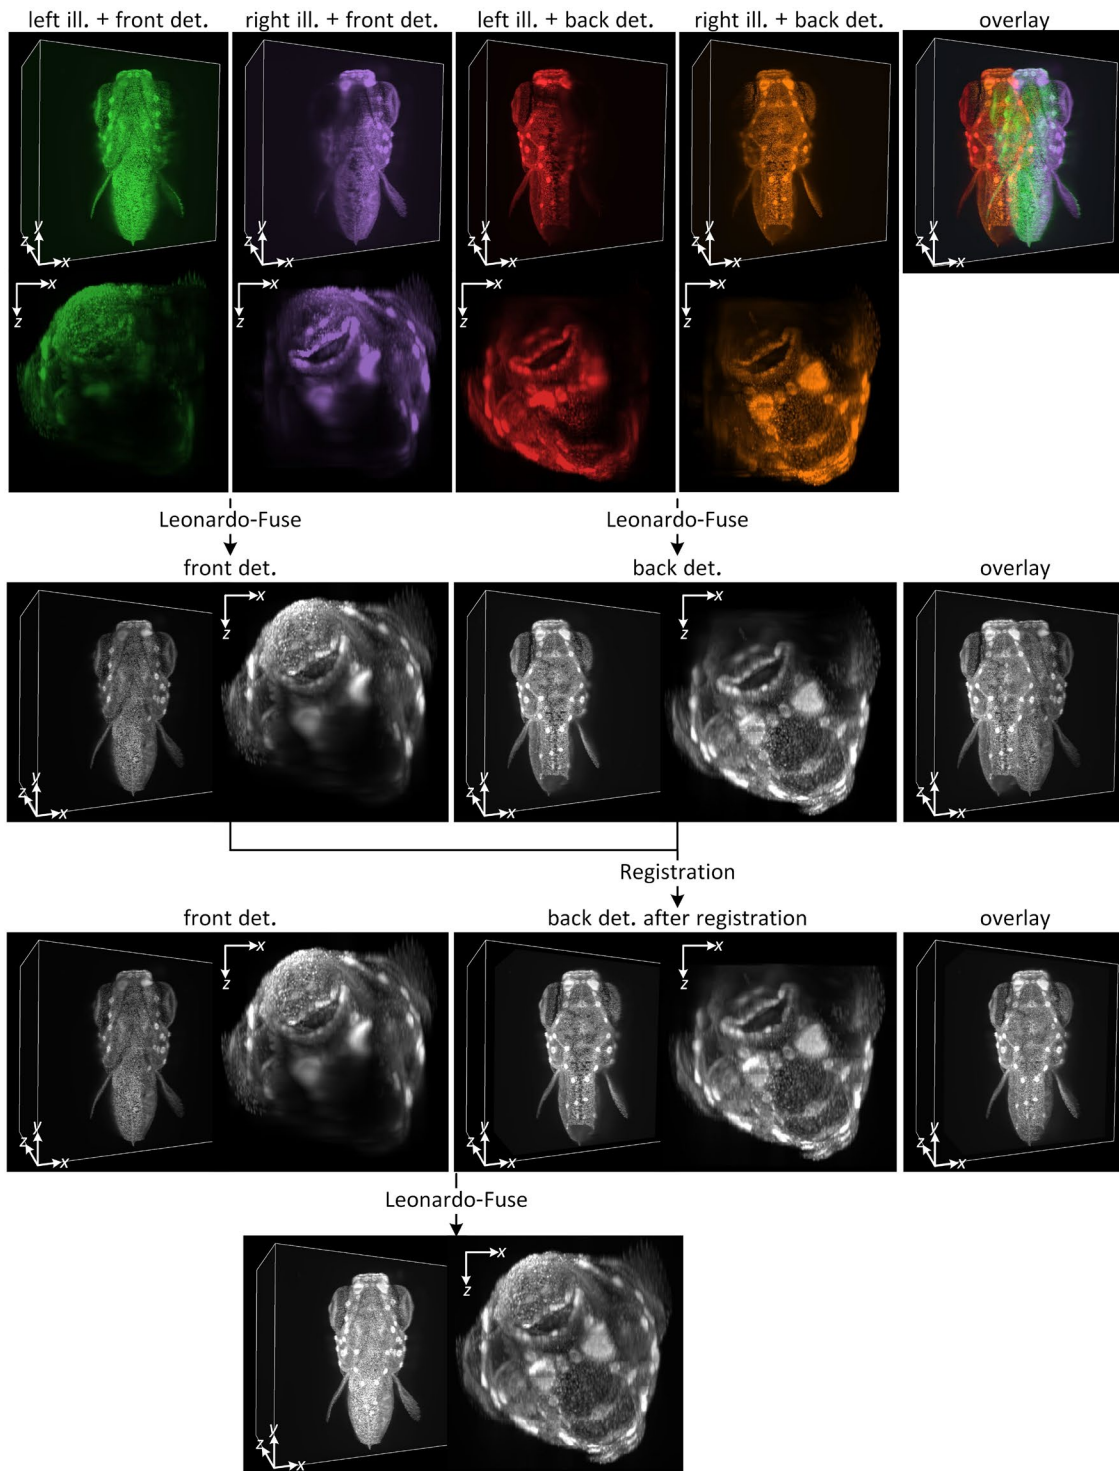 left ill. + front det. right ill. + front det. left ill. + back det. right ill. + back det. overlay
y y y y y
z z z z z
x x x x x
x x x x
z z z z
Leonardo-Fuse Leonardo-Fuse
front det. back det. overlay
x x
z z
y y y
z z z
x x x
Registration
front det. back det. after registration overlay
x x
z z
y y y
z z z
x x x
Leonardo-Fuse
x
z
y
z
x